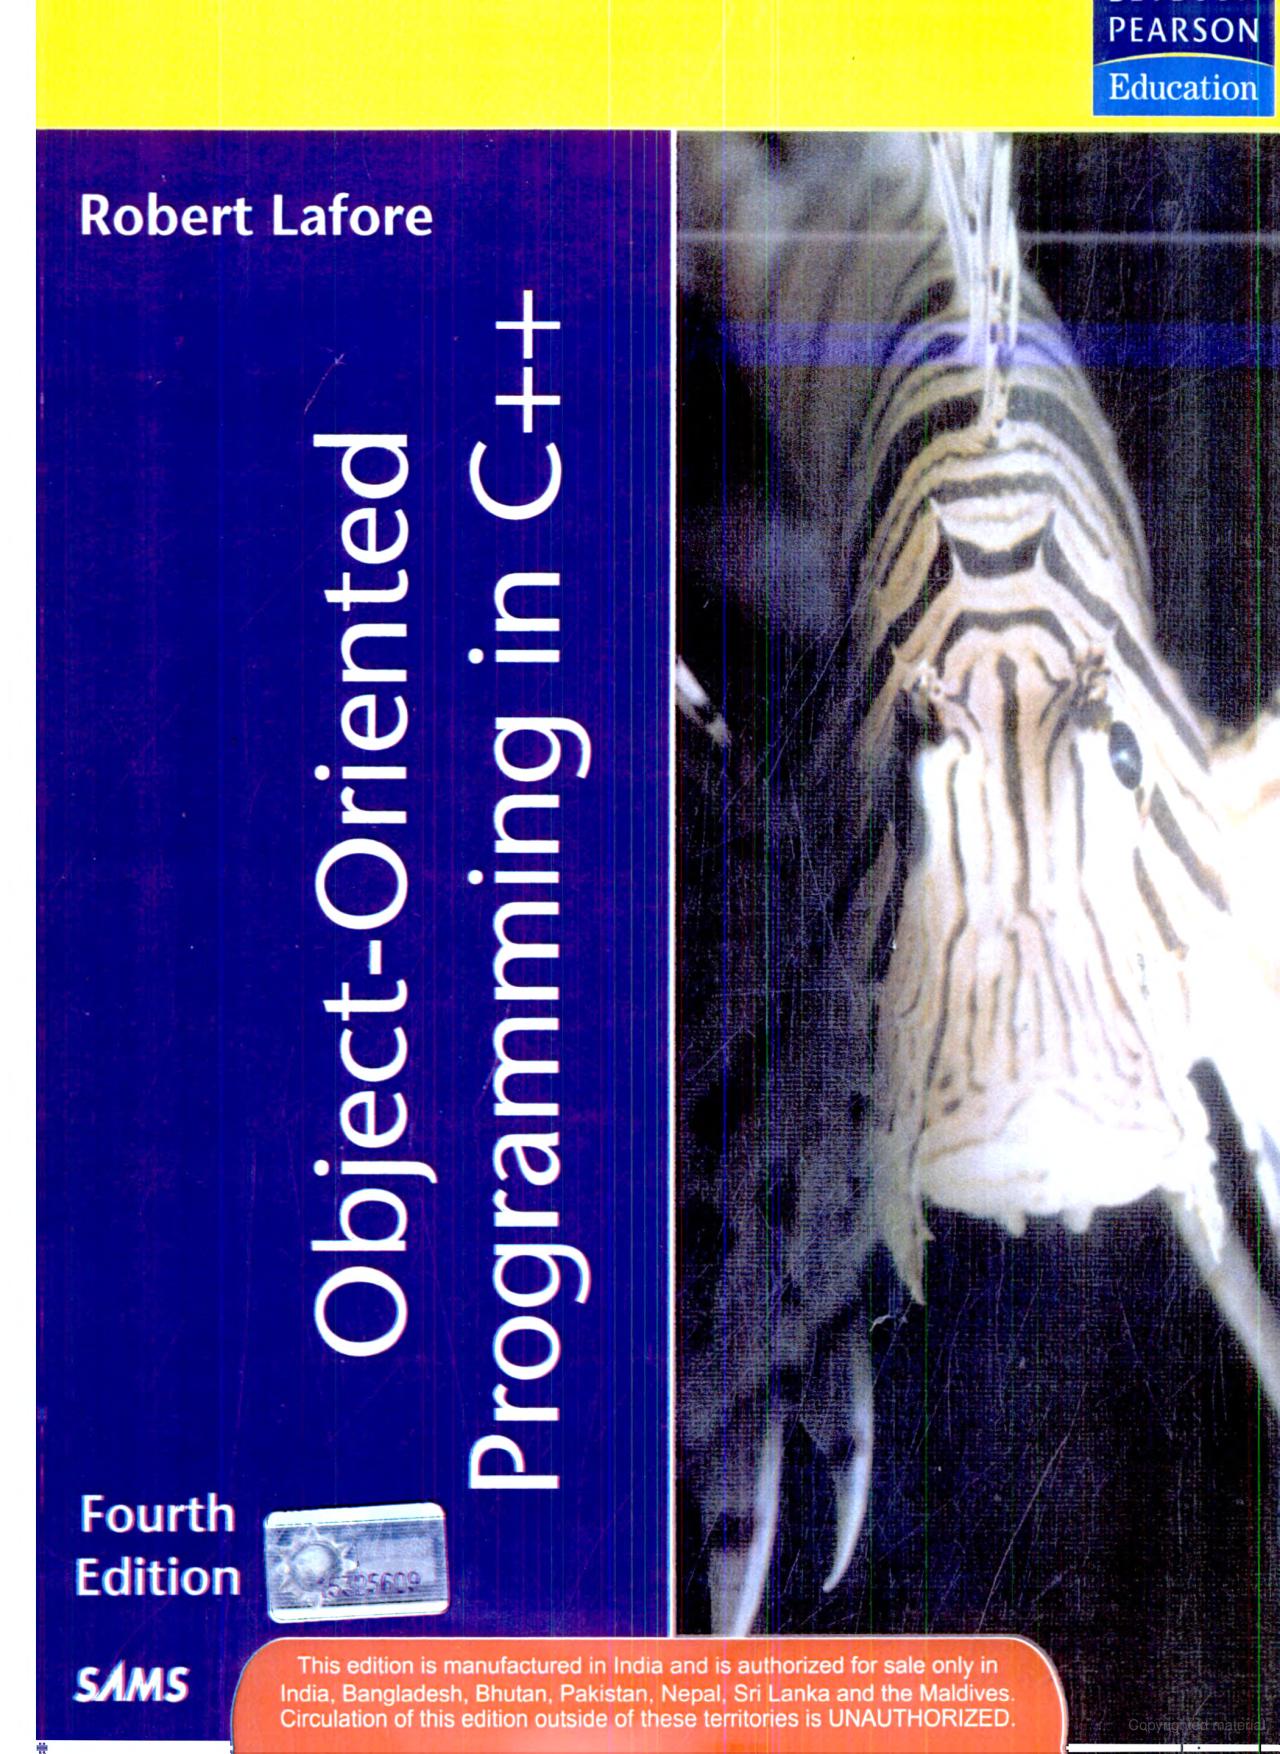 PEARSON
Education
Robert Lafore
Object-Oriented
Programming in C++
Fourth
Edition
SAMS
This edition is manufactured in India and is authorized for sale only in
India, Bangladesh, Bhutan, Pakistan, Nepal, Sri Lanka and the Maldives.
Circulation of this edition outside of these territories is UNAUTHORIZED.
Copyrighted material